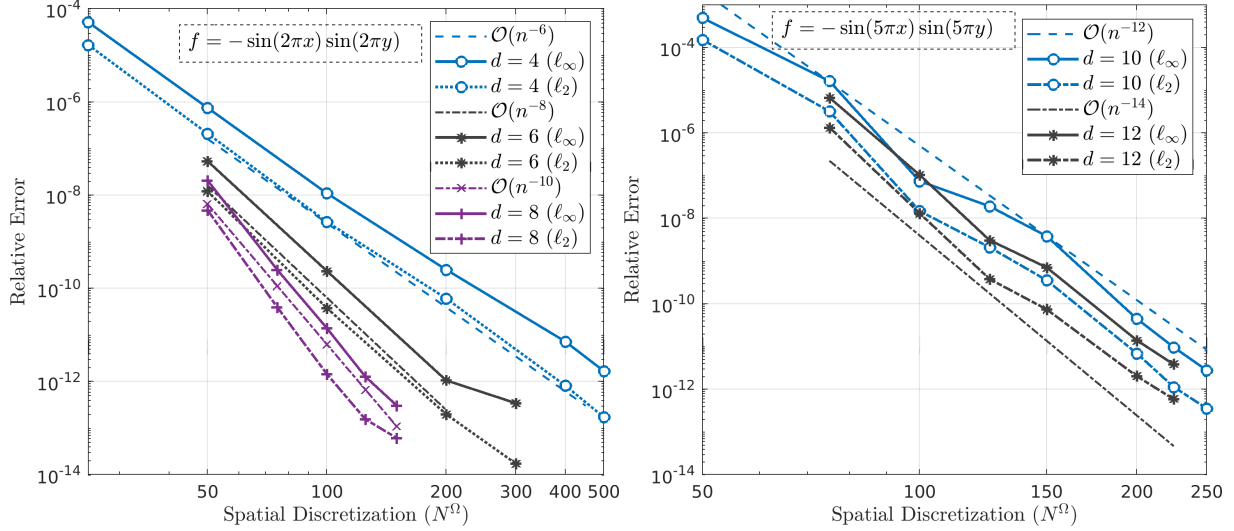 f = − sin(2πx) sin(2πy)
O(n⁻⁶)
d = 4 (ℓ∞)
d = 4 (ℓ₂)
O(n⁻⁸)
d = 6 (ℓ∞)
d = 6 (ℓ₂)
O(n⁻¹⁰)
d = 8 (ℓ∞)
d = 8 (ℓ₂)
10⁻⁴
10⁻⁶
10⁻⁸
10⁻¹⁰
10⁻¹²
10⁻¹⁴
Relative Error
50 100 200 300 400 500
Spatial Discretization (N^Ω)
f = − sin(5πx) sin(5πy)
O(n⁻¹²)
d = 10 (ℓ∞)
d = 10 (ℓ₂)
O(n⁻¹⁴)
d = 12 (ℓ∞)
d = 12 (ℓ₂)
10⁻⁴
10⁻⁶
10⁻⁸
10⁻¹⁰
10⁻¹²
10⁻¹⁴
Relative Error
50 100 150 200 250
Spatial Discretization (N^Ω)